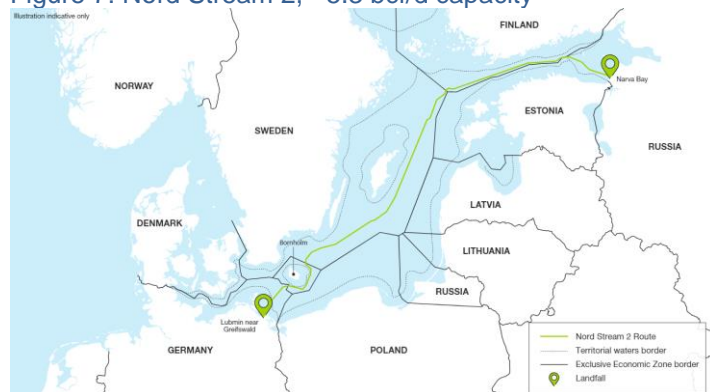 Illustration indicative only
FINLAND
NORWAY
Narva Bay
SWEDEN
ESTONIA
RUSSIA
LATVIA
DENMARK
Bornholm
LITHUANIA
RUSSIA
Lubmin near
Greifswald
GERMANY
POLAND
Nord Stream 2 Route
Territorial waters border
Exclusive Economic Zone border
Landfall